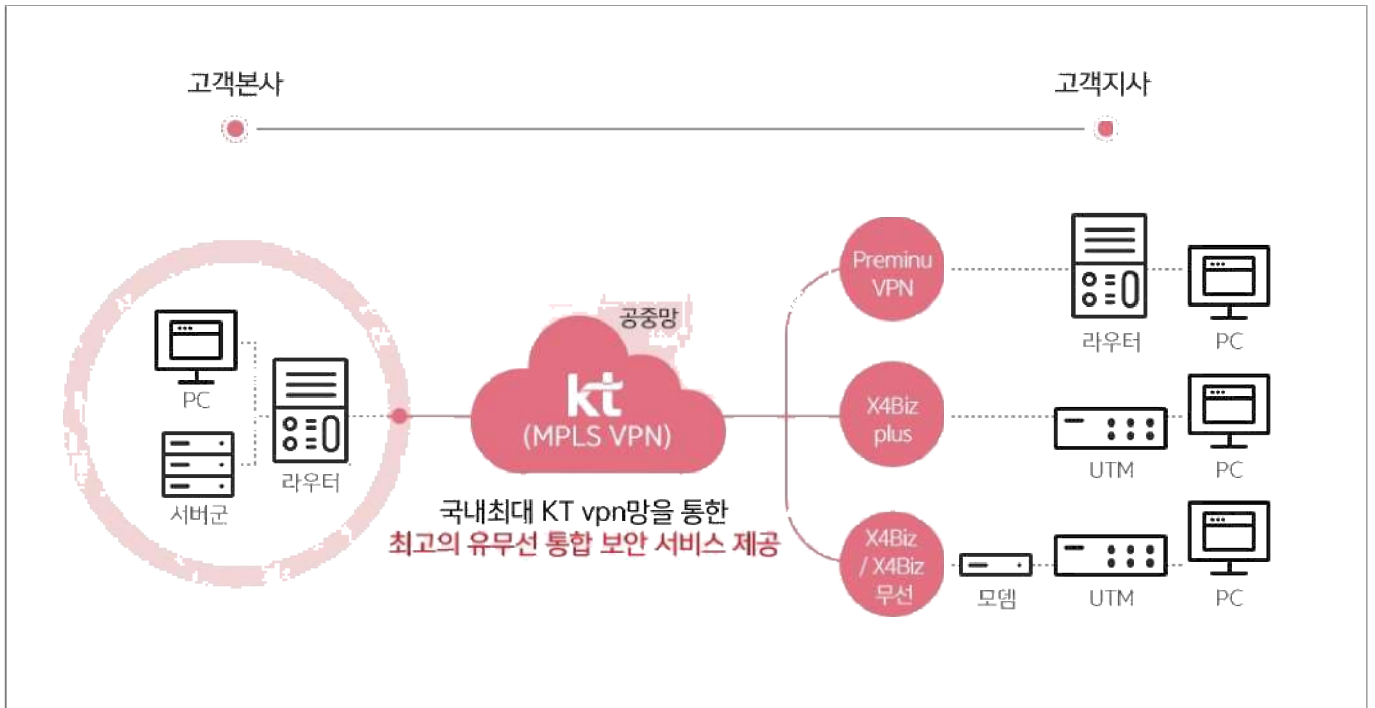 고객본사
고객지사
PC
서버군
라우터
공중망
kt
(MPLS VPN)
국내최대 KT vpn망을 통한
최고의 유무선 통합 보안 서비스 제공
Preminu
VPN
라우터
PC
X4Biz
plus
UTM
PC
X4Biz
/ X4Biz
무선
모뎀
UTM
PC